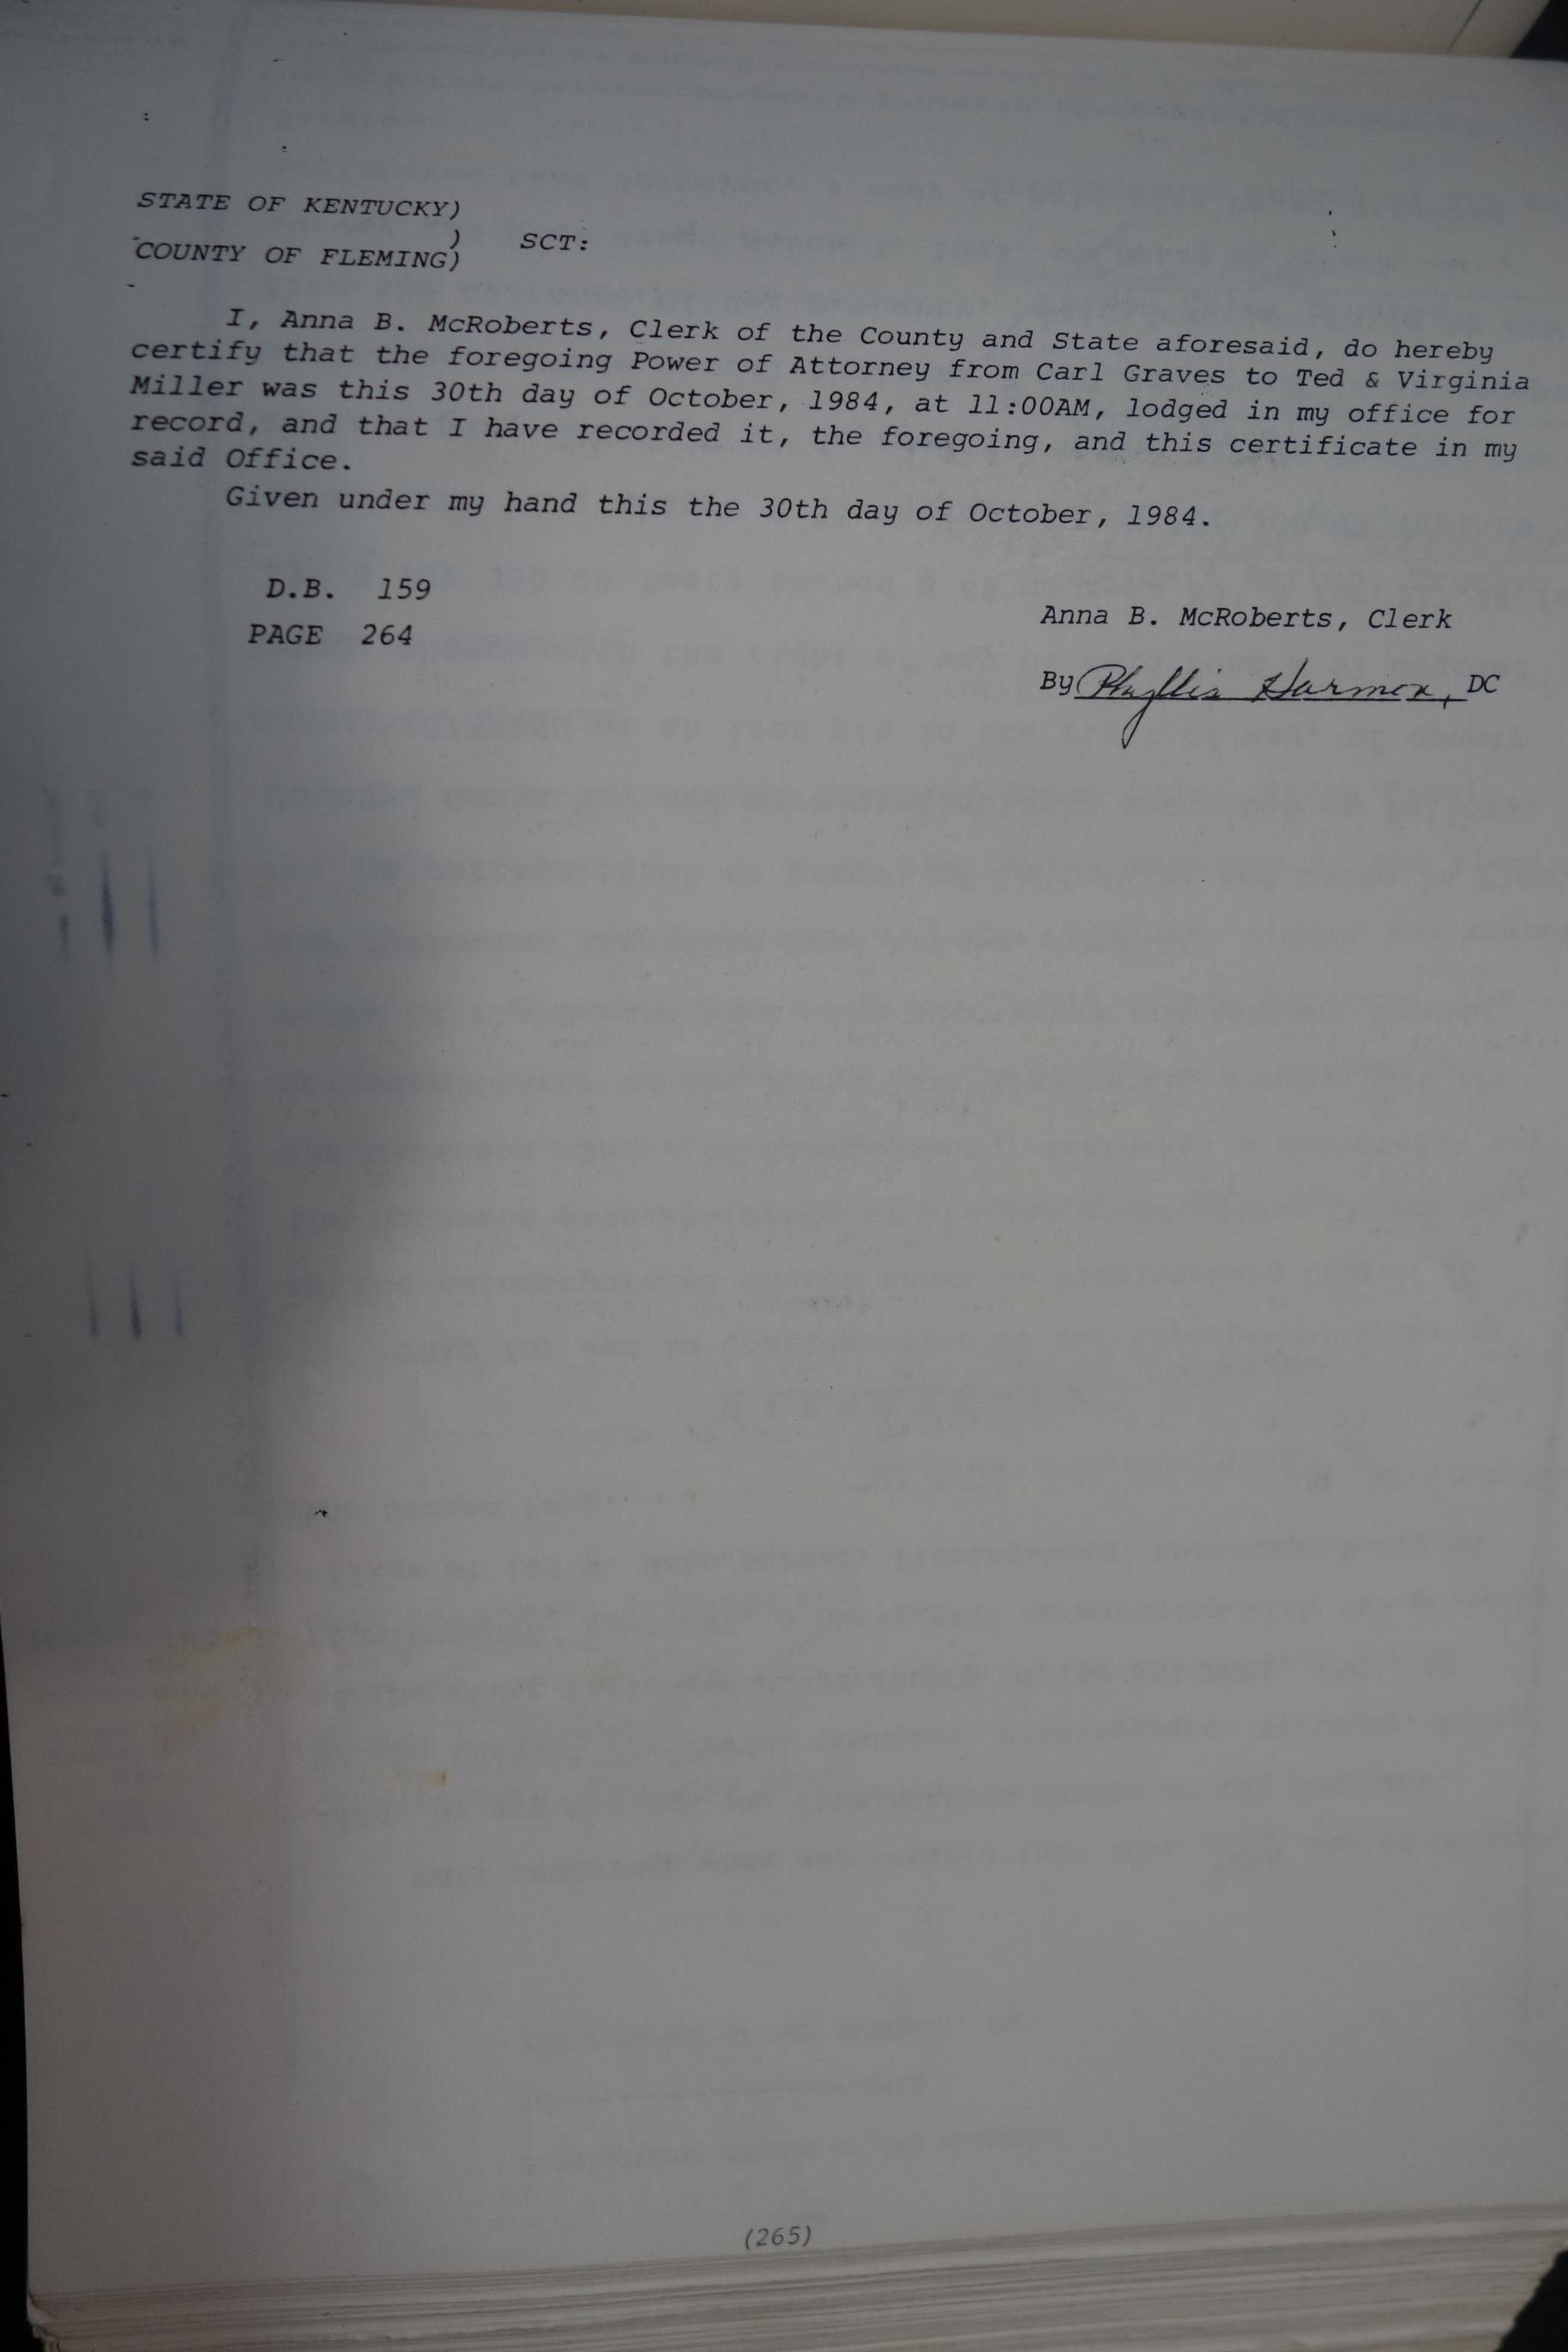 STATE OF KENTUCKY)
) SCT:
COUNTY OF FLEMING)
I, Anna B. McRoberts, Clerk of the County and State aforesaid, do hereby
certify that the foregoing Power of Attorney from Carl Graves to Ted & Virginia
Miller was this 30th day of October, 1984, at 11:00AM, lodged in my office for
record, and that I have recorded it, the foregoing, and this certificate in my
said Office.
Given under my hand this the 30th day of October, 1984.
D.B. 159
PAGE 264
Anna B. McRoberts, Clerk
By Phyllis Harmon, DC
(265)